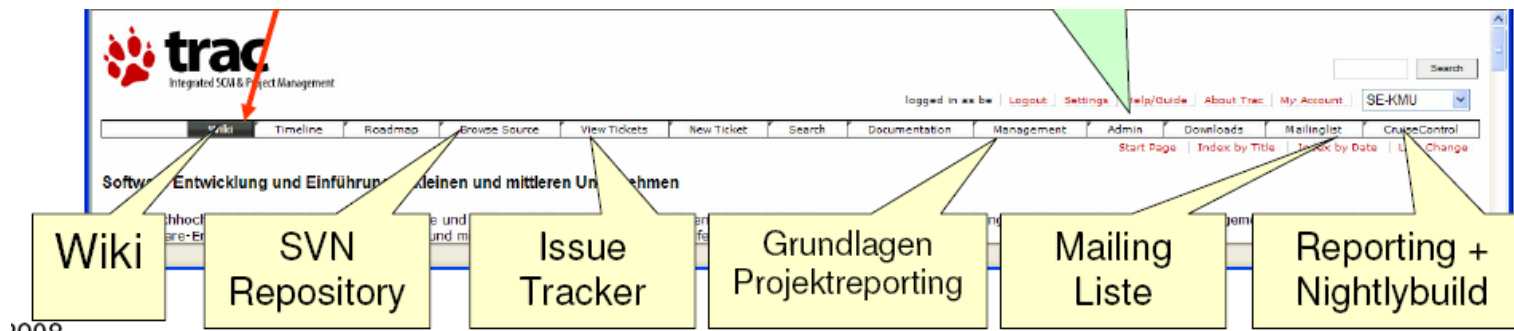 trac
Integrated SCM & Project Management
Search
logged in as be Logout Settings Help/Guide About Trac My Account SE-KMU
Wiki Timeline Roadmap Browse Source View Tickets New Ticket Search Documentation Management Admin Downloads Mailinglist CruiseControl
Start Page Index by Title Index by Date Last Change
Software Entwicklung und Einführung kleinen und mittleren Unternehmen
Wiki
SVN
Repository
Issue
Tracker
Grundlagen
Projektreporting
Mailing
Liste
Reporting +
Nightlybuild